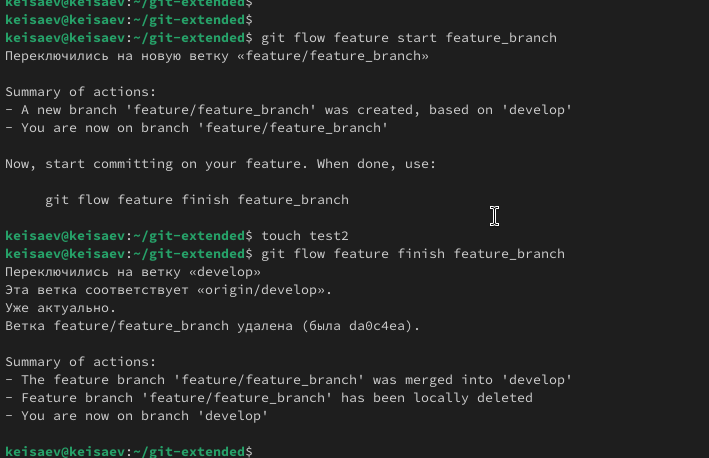 keisaev@keisaev:~/git-extended$
keisaev@keisaev:~/git-extended$
keisaev@keisaev:~/git-extended$ git flow feature start feature_branch
Переключились на новую ветку «feature/feature_branch»
Summary of actions:
- A new branch 'feature/feature_branch' was created, based on 'develop'
- You are now on branch 'feature/feature_branch'
Now, start committing on your feature. When done, use:
git flow feature finish feature_branch
keisaev@keisaev:~/git-extended$ touch test2
keisaev@keisaev:~/git-extended$ git flow feature finish feature_branch
Переключились на ветку «develop»
Эта ветка соответствует «origin/develop».
Уже актуально.
Ветка feature/feature_branch удалена (была da0c4ea).
Summary of actions:
- The feature branch 'feature/feature_branch' was merged into 'develop'
- Feature branch 'feature/feature_branch' has been locally deleted
- You are now on branch 'develop'
keisaev@keisaev:~/git-extended$